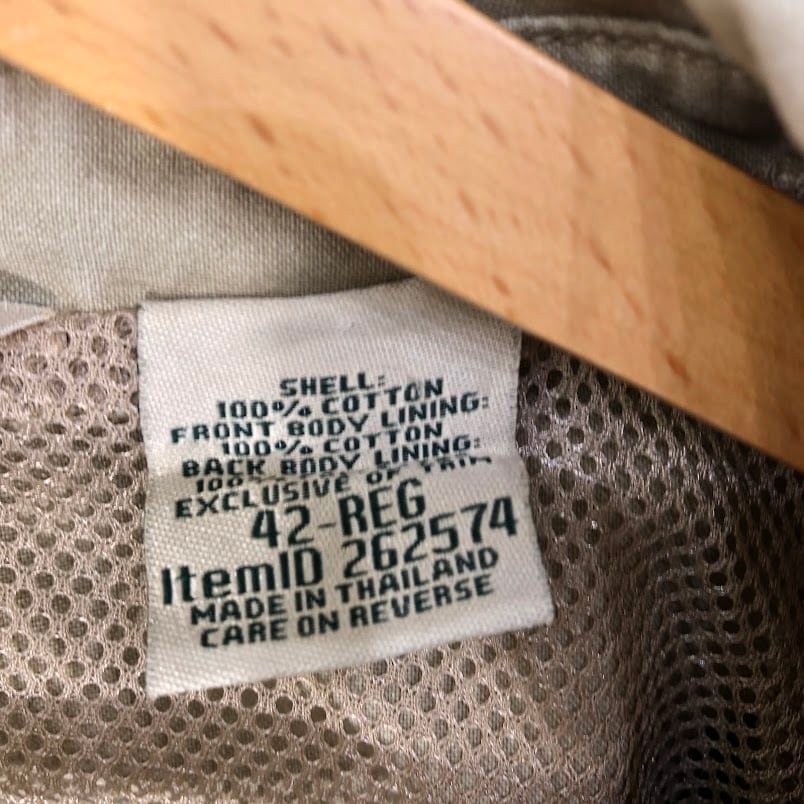 SHELL:
100% COTTON
FRONT BODY LINING:
100% COTTON
BACK BODY LINING:
EXCLUSIVE OF TRIM
42-REG
ItemID 262574
MADE IN THAILAND
CARE ON REVERSE